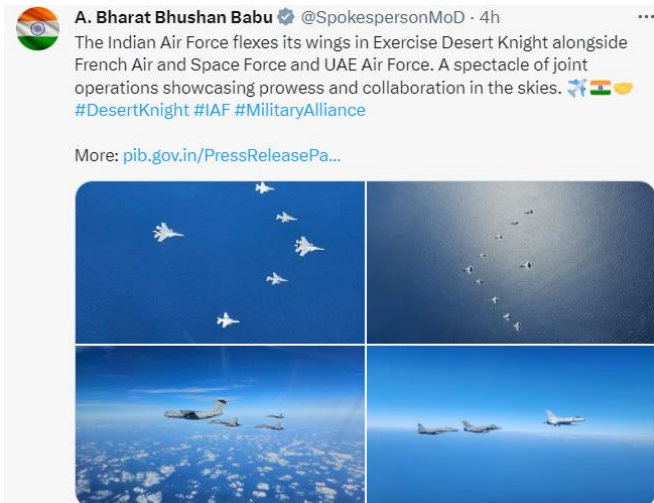 A. Bharat Bhushan Babu @SpokespersonMoD · 4h
The Indian Air Force flexes its wings in Exercise Desert Knight alongside
French Air and Space Force and UAE Air Force. A spectacle of joint
operations showcasing prowess and collaboration in the skies. ✈️🇮🇳🤝
#DesertKnight #IAF #MilitaryAlliance
More: pib.gov.in/PressReleasePa...